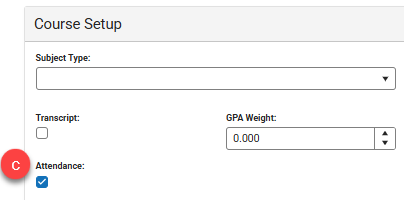 Course Setup
Subject Type:
Transcript:
GPA Weight:
0.000
C
Attendance: